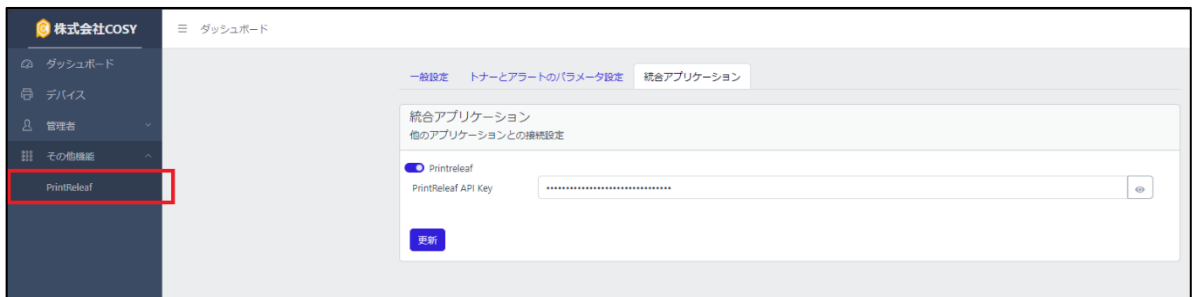 株式会社COSY
ダッシュボード
ダッシュボード
デバイス
管理者
その他機能
PrintReleaf
一般設定 トナーとアラートのパラメータ設定 統合アプリケーション
統合アプリケーション
他のアプリケーションとの接続設定
Printreleaf
PrintReleaf API Key
更新